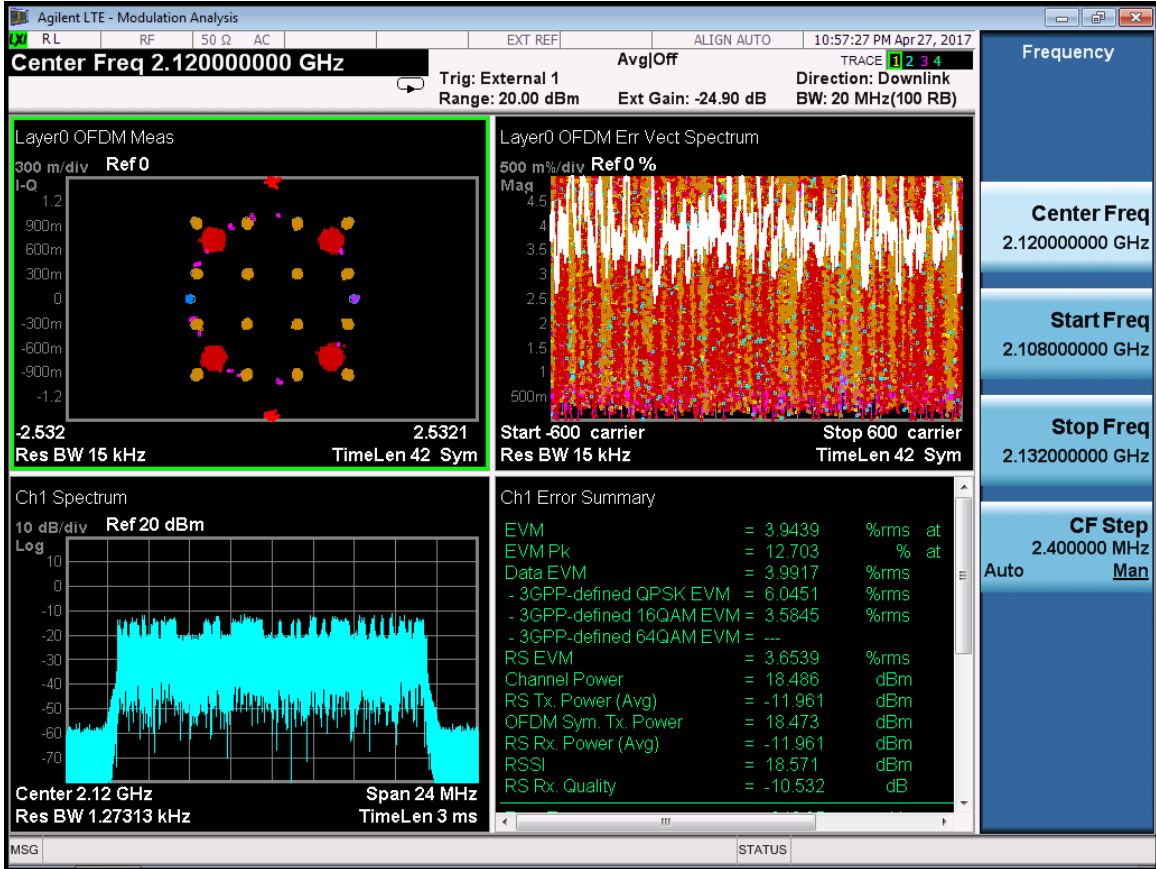 Agilent LTE - Modulation Analysis
LXI RL RF 50 Ω AC EXT REF ALIGN AUTO 10:57:27 PM Apr 27, 2017
Center Freq 2.120000000 GHz
Avg|Off
TRACE 1 2 3 4
Trig: External 1
Direction: Downlink
Range: 20.00 dBm Ext Gain: -24.90 dB BW: 20 MHz(100 RB)
Layer0 OFDM Meas
300 m/div Ref 0
I-Q
1.2
900m
600m
300m
0
-300m
-600m
-900m
-1.2
-2.532 2.5321
Res BW 15 kHz TimeLen 42 Sym
Layer0 OFDM Err Vect Spectrum
500 m%/div Ref 0 %
Mag
4.5
4
3.5
3
2.5
2
1.5
1
500m
Start -600 carrier Stop 600 carrier
Res BW 15 kHz TimeLen 42 Sym
Ch1 Spectrum
10 dB/div Ref 20 dBm
Log
10
0
-10
-20
-30
-40
-50
-60
-70
Center 2.12 GHz Span 24 MHz
Res BW 1.27313 kHz TimeLen 3 ms
Ch1 Error Summary
EVM = 3.9439 %rms at
EVM Pk = 12.703 % at
Data EVM = 3.9917 %rms
- 3GPP-defined QPSK EVM = 6.0451 %rms
- 3GPP-defined 16QAM EVM = 3.5845 %rms
- 3GPP-defined 64QAM EVM = ---
RS EVM = 3.6539 %rms
Channel Power = 18.486 dBm
RS Tx. Power (Avg) = -11.961 dBm
OFDM Sym. Tx. Power = 18.473 dBm
RS Rx. Power (Avg) = -11.961 dBm
RSSI = 18.571 dBm
RS Rx. Quality = -10.532 dB
Frequency
Center Freq
2.120000000 GHz
Start Freq
2.108000000 GHz
Stop Freq
2.132000000 GHz
CF Step
2.400000 MHz
Auto Man
MSG STATUS